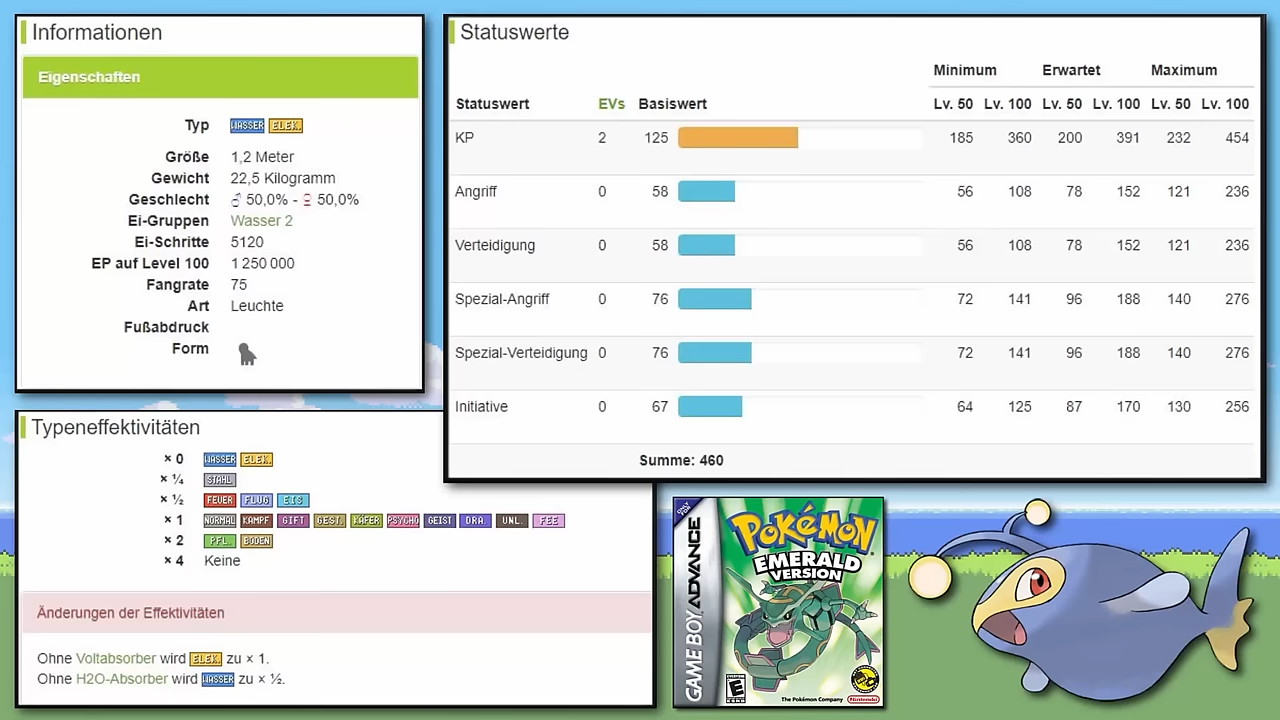 Informationen
Eigenschaften
Typ WASSER ELEK.
Größe 1,2 Meter
Gewicht 22,5 Kilogramm
Geschlecht ♂ 50,0% - ♀ 50,0%
Ei-Gruppen Wasser 2
Ei-Schritte 5120
EP auf Level 100 1 250 000
Fangrate 75
Art Leuchte
Fußabdruck
Form
Statuswerte
Minimum Erwartet Maximum
Statuswert EVs Basiswert Lv. 50 Lv. 100 Lv. 50 Lv. 100 Lv. 50 Lv. 100
KP 2 125 185 360 200 391 232 454
Angriff 0 58 56 108 78 152 121 236
Verteidigung 0 58 56 108 78 152 121 236
Spezial-Angriff 0 76 72 141 96 188 140 276
Spezial-Verteidigung 0 76 72 141 96 188 140 276
Initiative 0 67 64 125 87 170 130 256
Summe: 460
Typeneffektivitäten
× 0 WASSER ELEK.
× ¼ STAHL
× ½ FEUER FLUG EIS
× 1 NORMAL KAMPF GIFT GEST. KÄFER PSYCHO GEIST DRA. UNL. FEE
× 2 PFL. BODEN
× 4 Keine
Änderungen der Effektivitäten
Ohne Voltabsorber wird ELEK. zu × 1.
Ohne H2O-Absorber wird WASSER zu × ½.
ONLY FOR
GAME BOY ADVANCE
POKéMON
EMERALD
VERSION
EVERYONE
E
The Pokémon Company
Nintendo